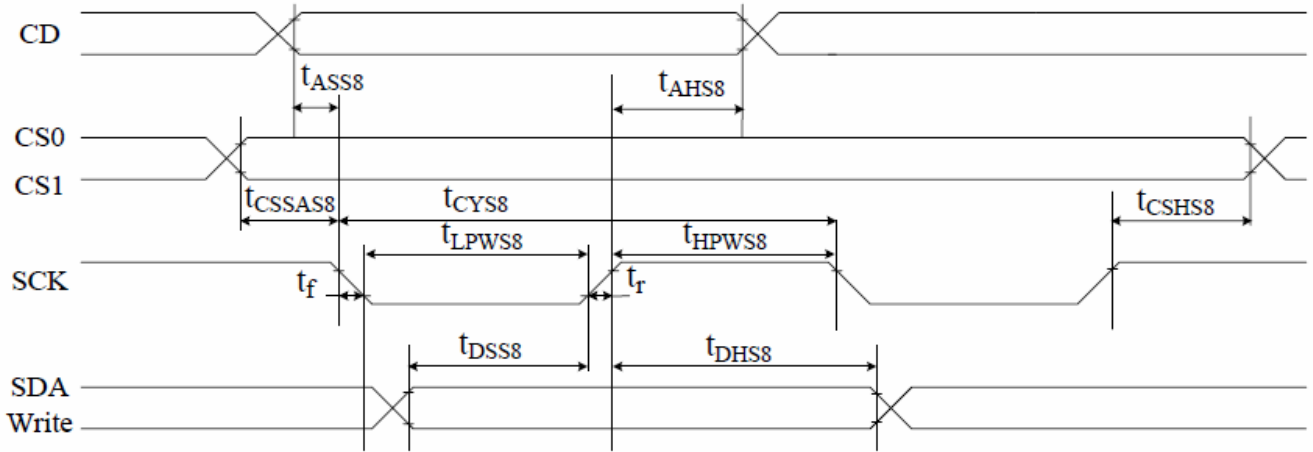 CD
tASS8
tAHS8
CS0
CS1
tCSSAS8
tCYS8
tCSHS8
tLPWS8
tHPWS8
SCK
tf
tr
tDSS8
tDHS8
SDA
Write